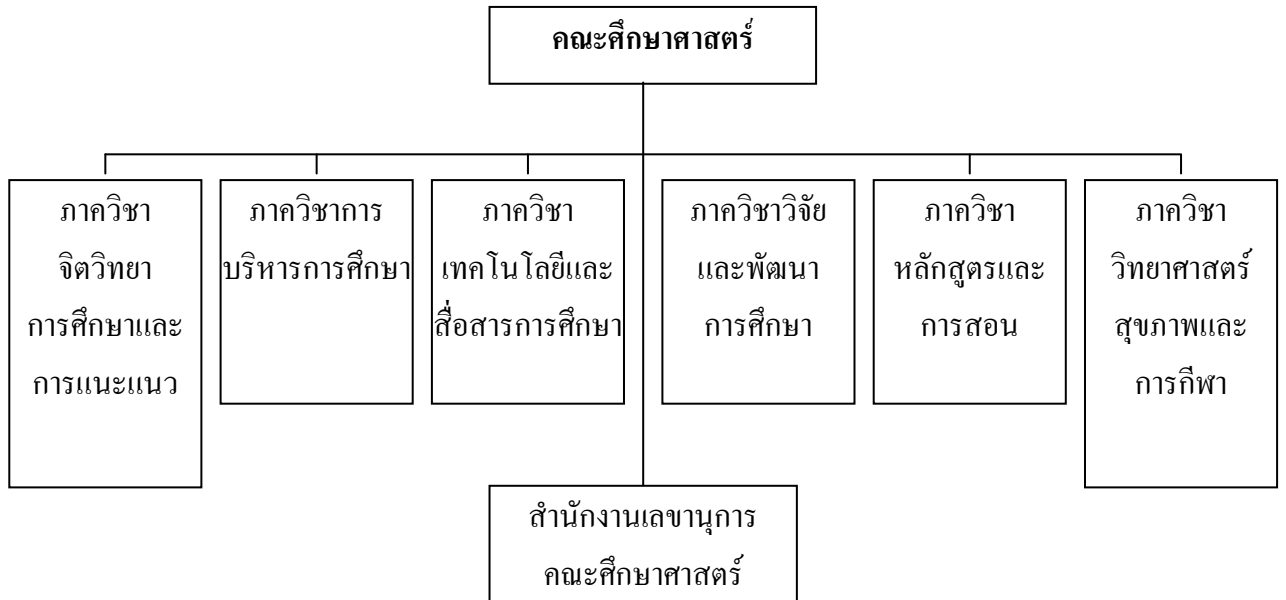 คณะศึกษาศาสตร์
ภาควิชา
จิตวิทยา
การศึกษาและ
การแนะแนว
ภาควิชาการ
บริหารการศึกษา
ภาควิชา
เทคโนโลยีและ
สื่อสารการศึกษา
ภาควิชาวิจัย
และพัฒนา
การศึกษา
ภาควิชา
หลักสูตรและ
การสอน
ภาควิชา
วิทยาศาสตร์
สุขภาพและ
การกีฬา
สำนักงานเลขานุการ
คณะศึกษาศาสตร์